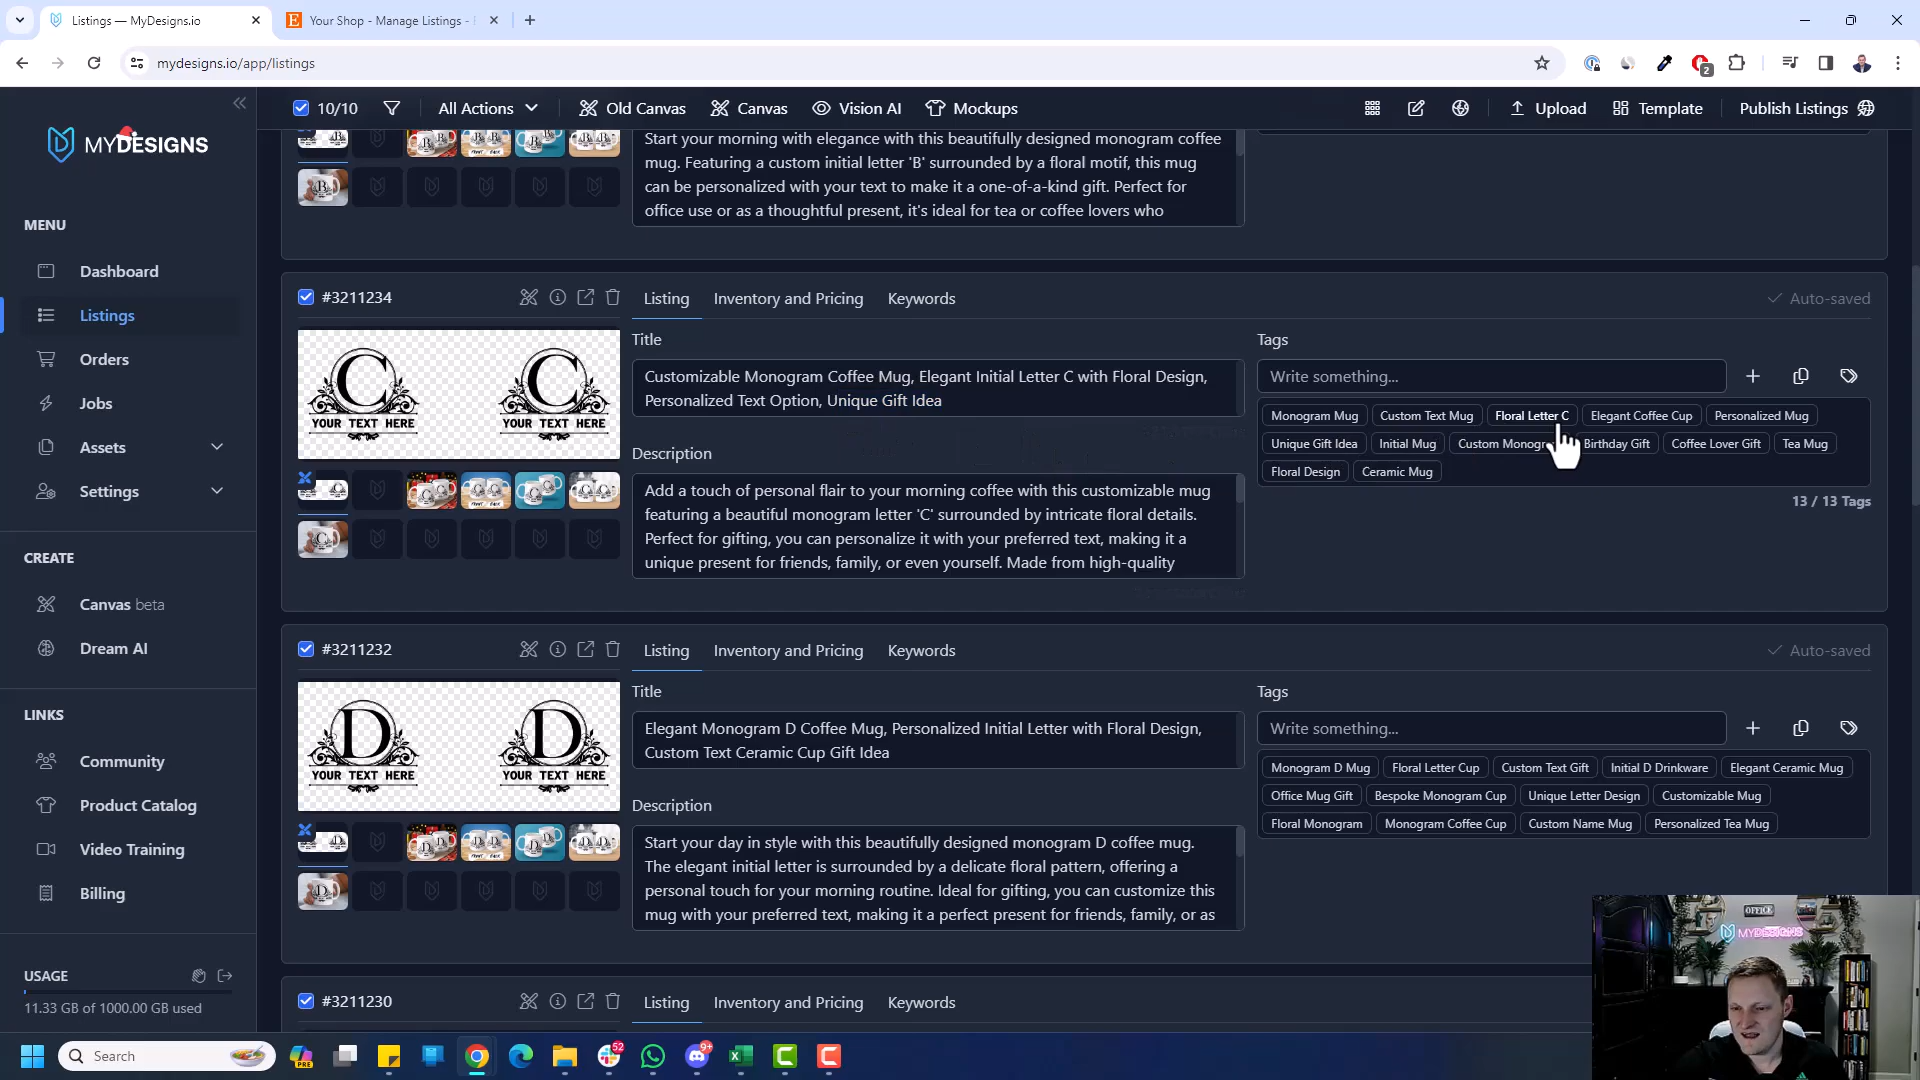 Listings — MyDesigns.io
Your Shop - Manage Listings -
mydesigns.io/app/listings
2
10/10
All Actions
Old Canvas
Canvas
Vision AI
Mockups
Upload
Template
Publish Listings
MYDESIGNS
MENU
Dashboard
Listings
Orders
Jobs
Assets
Settings
CREATE
Canvas beta
Dream AI
LINKS
Community
Product Catalog
Video Training
Billing
USAGE
11.33 GB of 1000.00 GB used
Start your morning with elegance with this beautifully designed monogram coffee
mug. Featuring a custom initial letter 'B' surrounded by a floral motif, this mug
can be personalized with your text to make it a one-of-a-kind gift. Perfect for
office use or as a thoughtful present, it's ideal for tea or coffee lovers who
#3211234
Listing
Inventory and Pricing
Keywords
Auto-saved
C
YOUR TEXT HERE
C
YOUR TEXT HERE
Title
Customizable Monogram Coffee Mug, Elegant Initial Letter C with Floral Design,
Personalized Text Option, Unique Gift Idea
Description
Add a touch of personal flair to your morning coffee with this customizable mug
featuring a beautiful monogram letter 'C' surrounded by intricate floral details.
Perfect for gifting, you can personalize it with your preferred text, making it a
unique present for friends, family, or even yourself. Made from high-quality
Tags
Write something...
Monogram Mug
Custom Text Mug
Floral Letter C
Elegant Coffee Cup
Personalized Mug
Unique Gift Idea
Initial Mug
Custom Monogra
Birthday Gift
Coffee Lover Gift
Tea Mug
Floral Design
Ceramic Mug
13 / 13 Tags
#3211232
Listing
Inventory and Pricing
Keywords
Auto-saved
D
YOUR TEXT HERE
D
YOUR TEXT HERE
Title
Elegant Monogram D Coffee Mug, Personalized Initial Letter with Floral Design,
Custom Text Ceramic Cup Gift Idea
Description
Start your day in style with this beautifully designed monogram D coffee mug.
The elegant initial letter is surrounded by a delicate floral pattern, offering a
personal touch for your morning routine. Ideal for gifting, you can customize this
mug with your preferred text, making it a perfect present for friends, family, or as
Tags
Write something...
Monogram D Mug
Floral Letter Cup
Custom Text Gift
Initial D Drinkware
Elegant Ceramic Mug
Office Mug Gift
Bespoke Monogram Cup
Unique Letter Design
Customizable Mug
Floral Monogram
Monogram Coffee Cup
Custom Name Mug
Personalized Tea Mug
#3211230
Listing
Inventory and Pricing
Keywords
OFFICE
MYDESIGNS
Search
PRE
52
9+